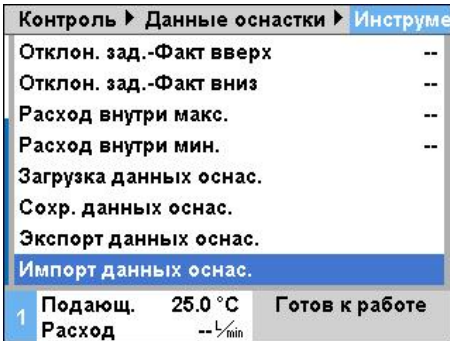 Контроль ▶ Данные оснастки ▶ Инструме
Отклон. зад.-Факт вверх --
Отклон. зад.-Факт вниз --
Расход внутри макс. --
Расход внутри мин. --
Загрузка данных оснас.
Сохр. данных оснас.
Экспорт данных оснас.
Импорт данных оснас.
1 Подающ. 25.0 °C Готов к работе
Расход -- L/min